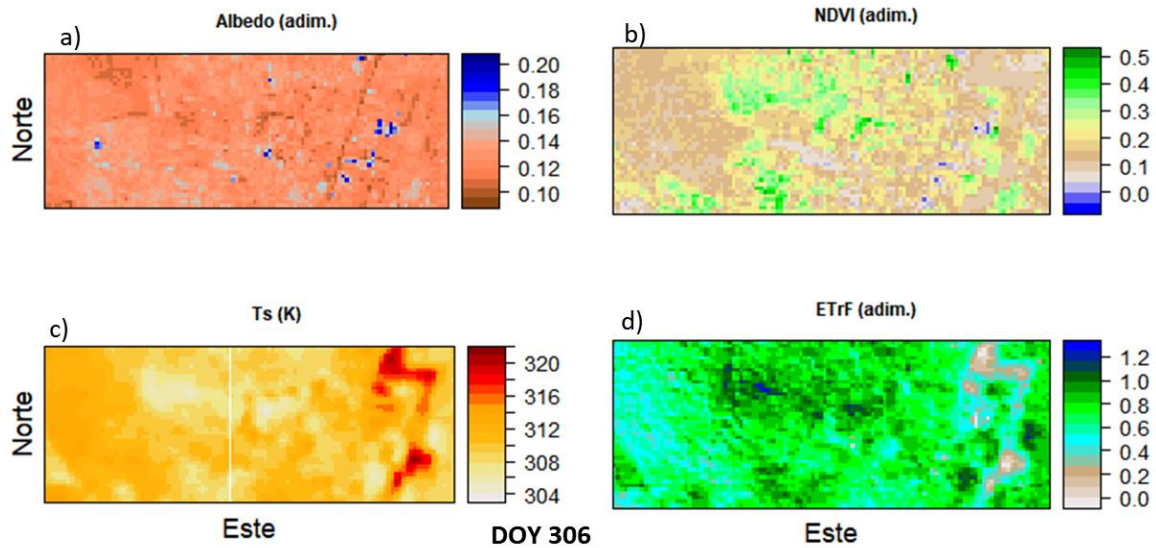 Albedo (adim.)
a)
Norte
0.20
0.18
0.16
0.14
0.12
0.10
NDVI (adim.)
b)
0.5
0.4
0.3
0.2
0.1
0.0
Ts (K)
c)
Norte
Este
320
316
312
308
304
ETrF (adim.)
d)
Este
1.2
1.0
0.8
0.6
0.4
0.2
0.0
DOY 306